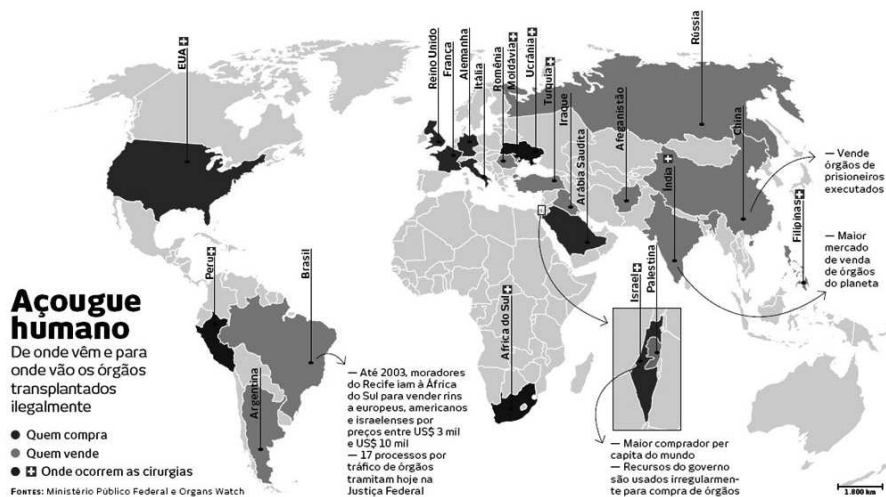 EUA
Reino Unido
França
Alemanha
Itália
Romênia
Moldávia
Ucrânia
Turquia
Iraque
Arábia Saudita
Afeganistão
Rússia
Índia
China
Filipinas
— Vende
órgãos de
prisioneiros
executados
— Maior
mercado
de venda
de órgãos
do planeta
Peru
Brasil
Argentina
África do Sul
Israel
Palestina
Açougue
humano
De onde vêm e para
onde vão os órgãos
transplantados
ilegalmente
Quem compra
Quem vende
Onde ocorrem as cirurgias
— Até 2003, moradores
do Recife iam à África
do Sul para vender rins
a europeus, americanos
e israelenses por
preços entre US$ 3 mil
e US$ 10 mil
— 17 processos por
tráfico de órgãos
tramitam hoje na
Justiça Federal
— Maior comprador per
capita do mundo
— Recursos do governo
são usados irregularmen-
te para compra de órgãos
FONTES: Ministério Público Federal e Organs Watch
1.800 km